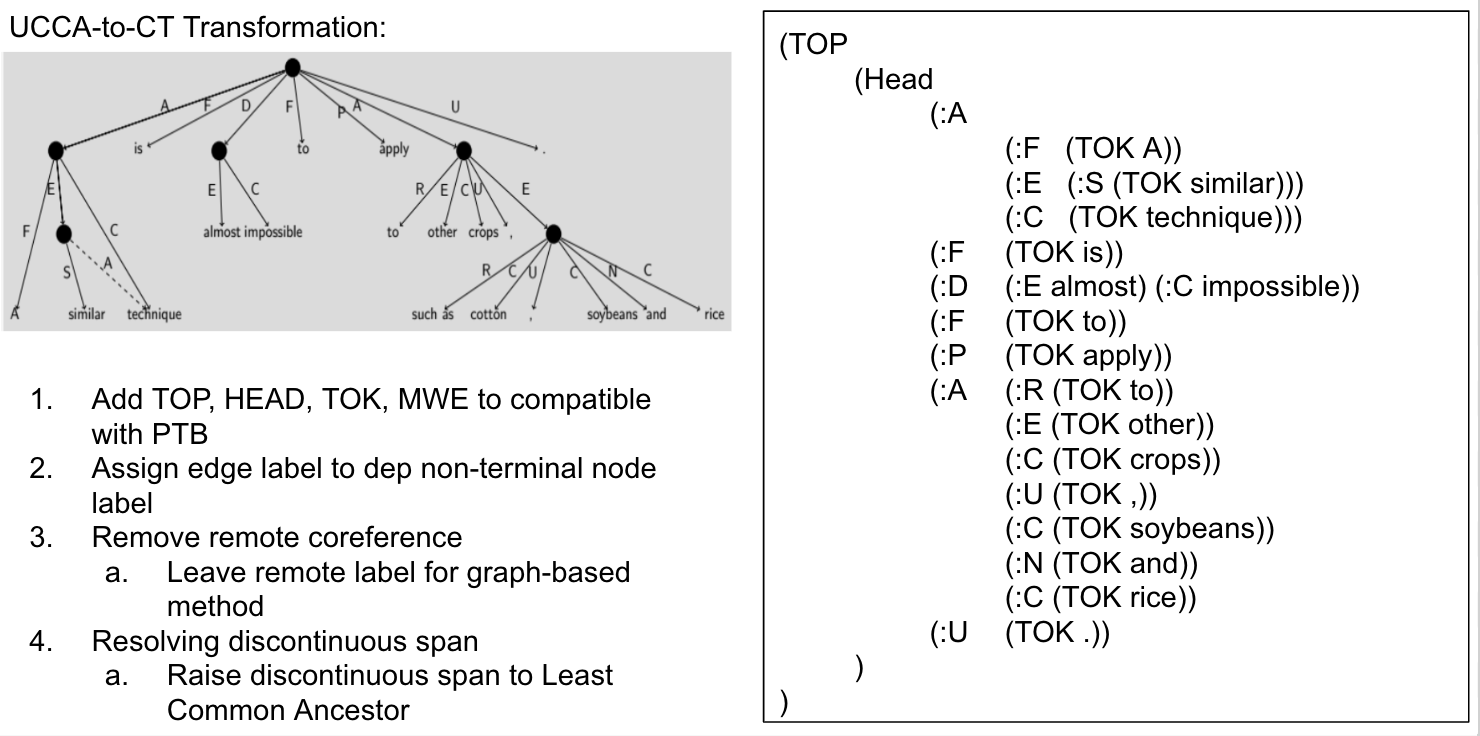 UCCA-to-CT Transformation:
A F D F P A U
is to apply .
E E C R E C U E
F C almost impossible to other crops ,
S A R C U C N C
A similar technique such as cotton , soybeans and rice
1. Add TOP, HEAD, TOK, MWE to compatible
with PTB
2. Assign edge label to dep non-terminal node
label
3. Remove remote coreference
a. Leave remote label for graph-based
method
4. Resolving discontinuous span
a. Raise discontinuous span to Least
Common Ancestor
(TOP
(Head
(:A
(:F (TOK A))
(:E (:S (TOK similar)))
(:C (TOK technique)))
(:F (TOK is))
(:D (:E almost) (:C impossible))
(:F (TOK to))
(:P (TOK apply))
(:A (:R (TOK to))
(:E (TOK other))
(:C (TOK crops))
(:U (TOK ,))
(:C (TOK soybeans))
(:N (TOK and))
(:C (TOK rice))
(:U (TOK .))
)
)